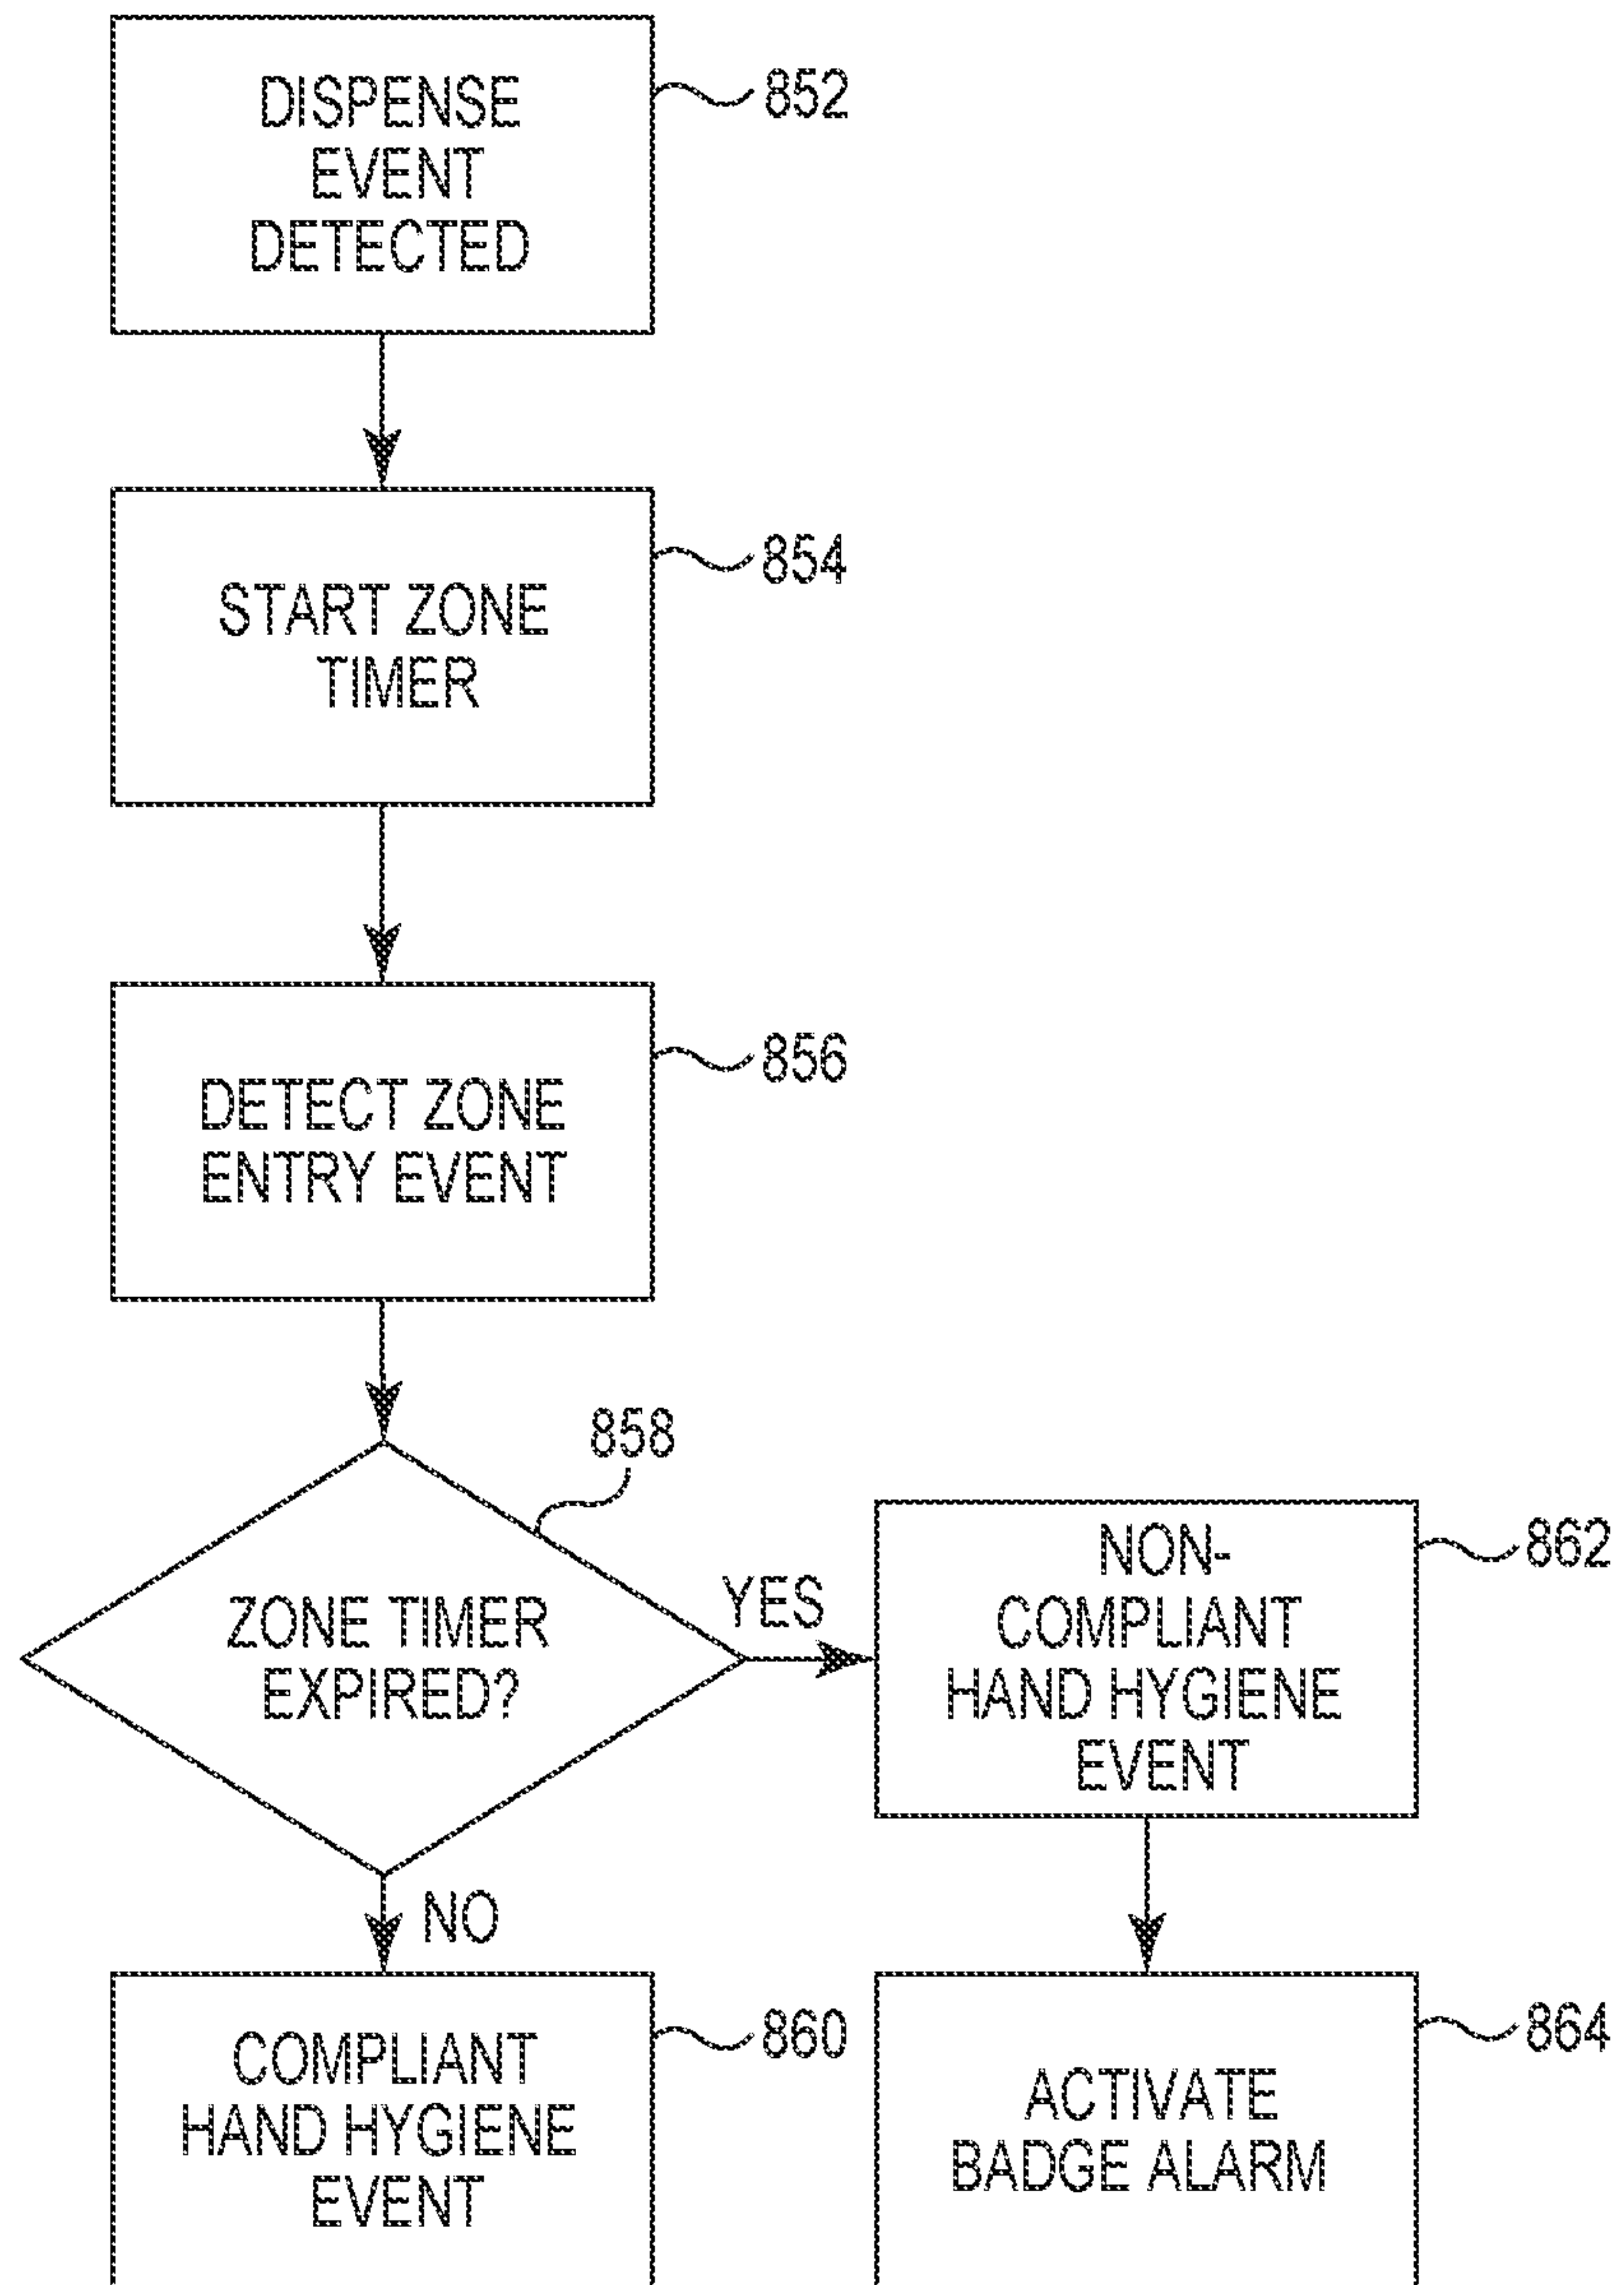 DISPENSE
EVENT
DETECTED
852
START ZONE
TIMER
854
DETECT ZONE
ENTRY EVENT
856
858
ZONE TIMER
EXPIRED?
YES
NO
NON-
COMPLIANT
HAND HYGIENE
EVENT
862
COMPLIANT
HAND HYGIENE
EVENT
860
ACTIVATE
BADGE ALARM
864